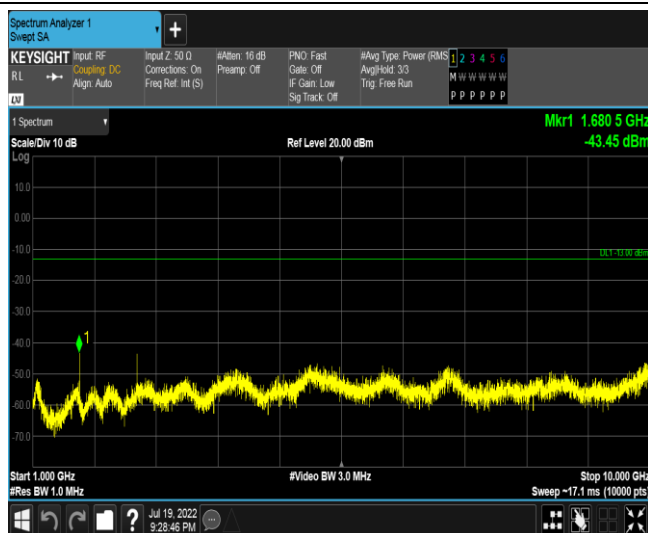 Spectrum Analyzer 1
Swept SA
+
KEYSIGHT
R L
LXI
Input: RF
Coupling: DC
Align: Auto
Input Z: 50 Ω
Corrections: On
Freq Ref: Int (S)
#Atten: 16 dB
Preamp: Off
PNO: Fast
Gate: Off
IF Gain: Low
Sig Track: Off
#Avg Type: Power (RMS
Avg|Hold: 3/3
Trig: Free Run
1 2 3 4 5 6
M W W W W W
P P P P P P
1 Spectrum
Scale/Div 10 dB
Ref Level 20.00 dBm
Mkr1 1.680 5 GHz
-43.45 dBm
Log
10.0
0.00
-10.0
DL1 -13.00 dBm
-20.0
-30.0
-40.0
1
-50.0
-60.0
-70.0
Start 1.000 GHz
#Video BW 3.0 MHz
Stop 10.000 GHz
#Res BW 1.0 MHz
Sweep ~17.1 ms (10000 pts)
?
Jul 19, 2022
9:28:46 PM